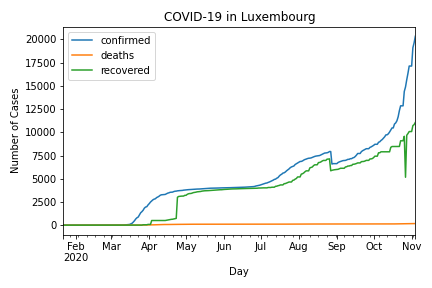 COVID-19 in Luxembourg
confirmed
deaths
recovered
Number of Cases
20000
17500
15000
12500
10000
7500
5000
2500
0
Feb Mar Apr May Jun Jul Aug Sep Oct Nov
2020
Day